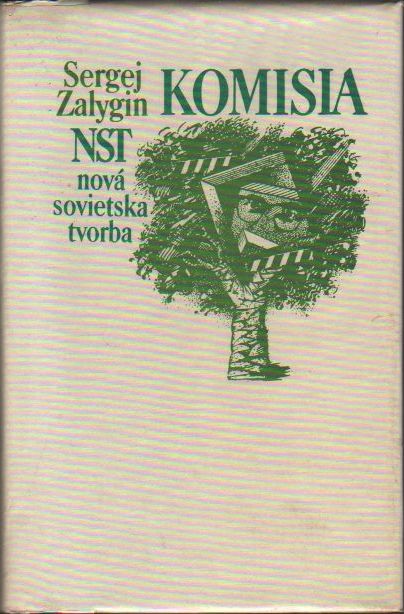 Sergej
Zalygin
KOMISIA
NST
nová
sovietska
tvorba